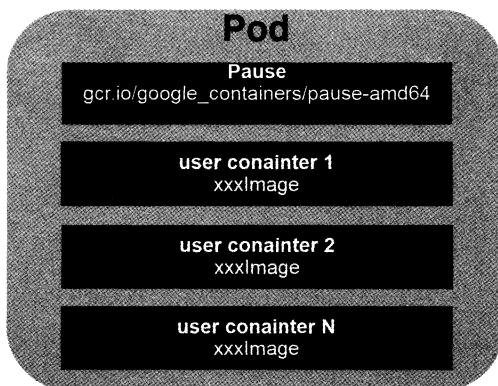 Pod
Pause
gcr.io/google_containers/pause-amd64
user conainter 1
xxxImage
user conainter 2
xxxImage
user conainter N
xxxImage